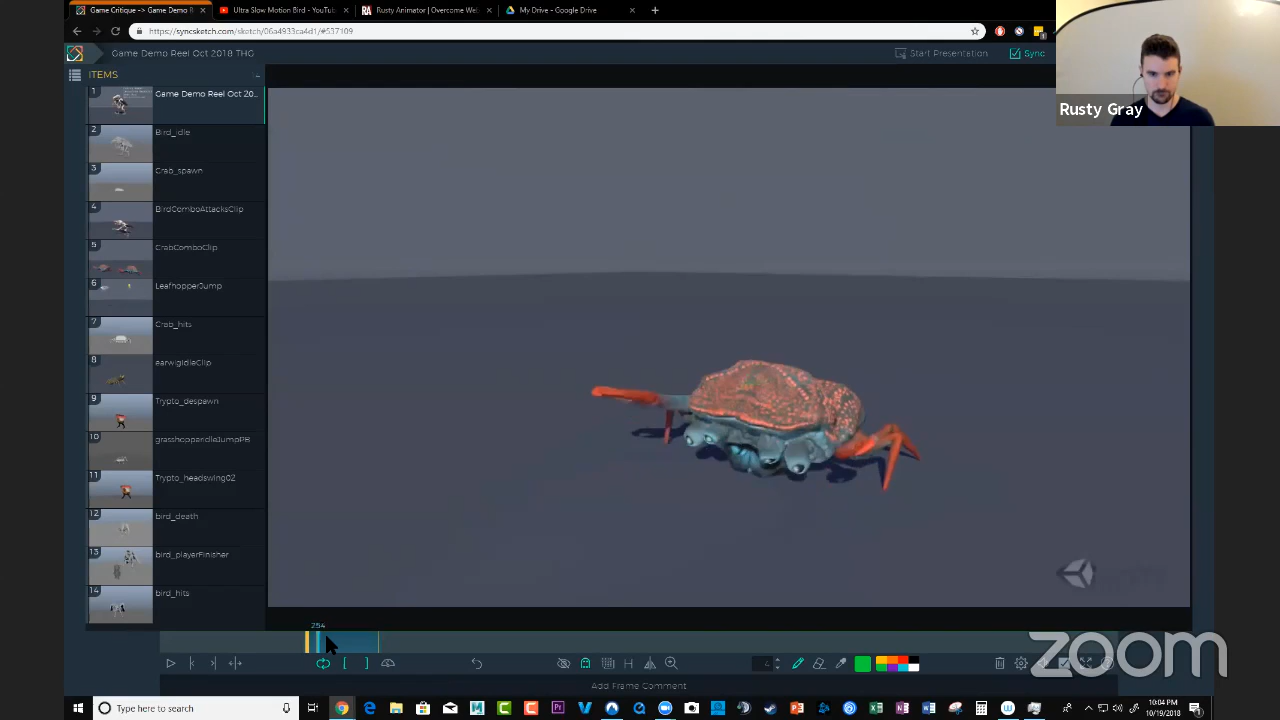 Game Critique -> Game Demo R
Ultra Slow Motion Bird - YouTub
Rusty Animator | Overcome Wel
My Drive - Google Drive
https://syncsketch.com/sketch/06a4933ca4d1/#537109
Game Demo Reel Oct 2018 THG
Start Presentation
Sync
ITEMS
Rusty Gray
1
Game Demo Reel Oct 20...
2
Bird_idle
3
Crab_spawn
4
BirdComboAttacksClip
5
CrabComboClip
6
LeafhopperJump
7
Crab_hits
8
earwigIdleClip
9
Trypto_despawn
10
grasshopperIdleJumpPB
11
Trypto_headswing02
12
bird_death
13
bird_playerFinisher
14
bird_hits
254
4
zoom
Add Frame Comment
Type here to search
10:04 PM
10/19/2018